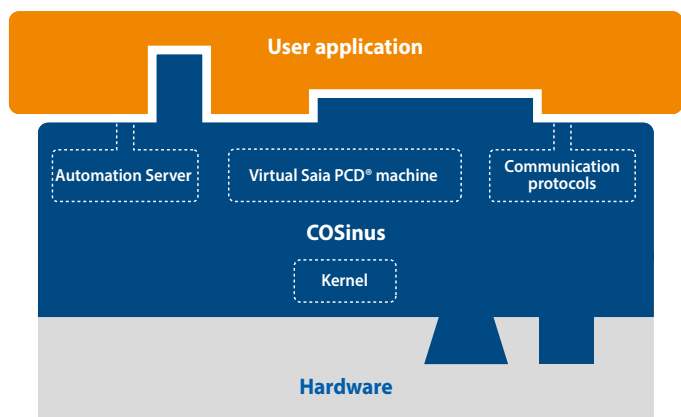 User application
Automation Server
Virtual Saia PCD® machine
Communication
protocols
COSinus
Kernel
Hardware